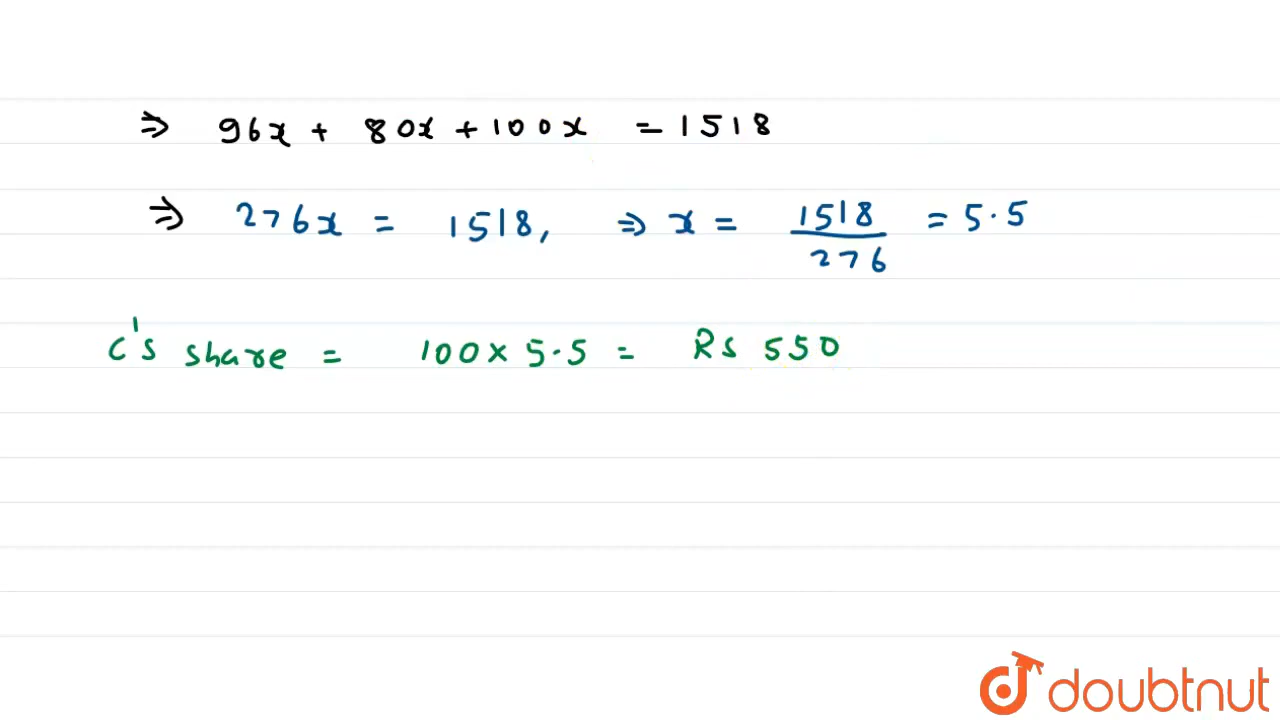 ⇒ 96x + 80x + 100x = 1518
⇒ 276x = 1518, ⇒ x = 1518/276 = 5.5
C's share = 100 × 5.5 = Rs 550
doubtnut